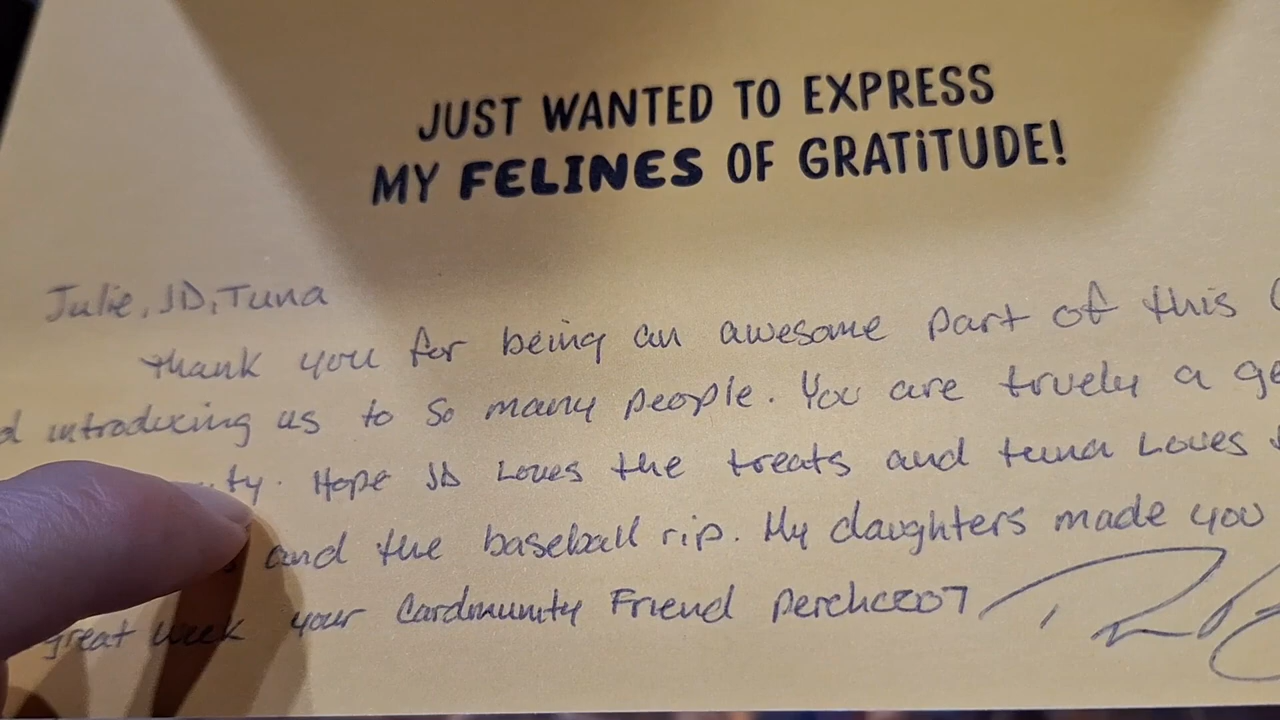 JUST WANTED TO EXPRESS
MY FELINES OF GRATITUDE!
Julie, JD, Tuna
thank you for being an awesome part of this
introducing us to so many people. You are truely a
Hope JD Loves the treats and tuna Loves
and the baseball rip. My daughters made you
great week your Cardmunity Friend